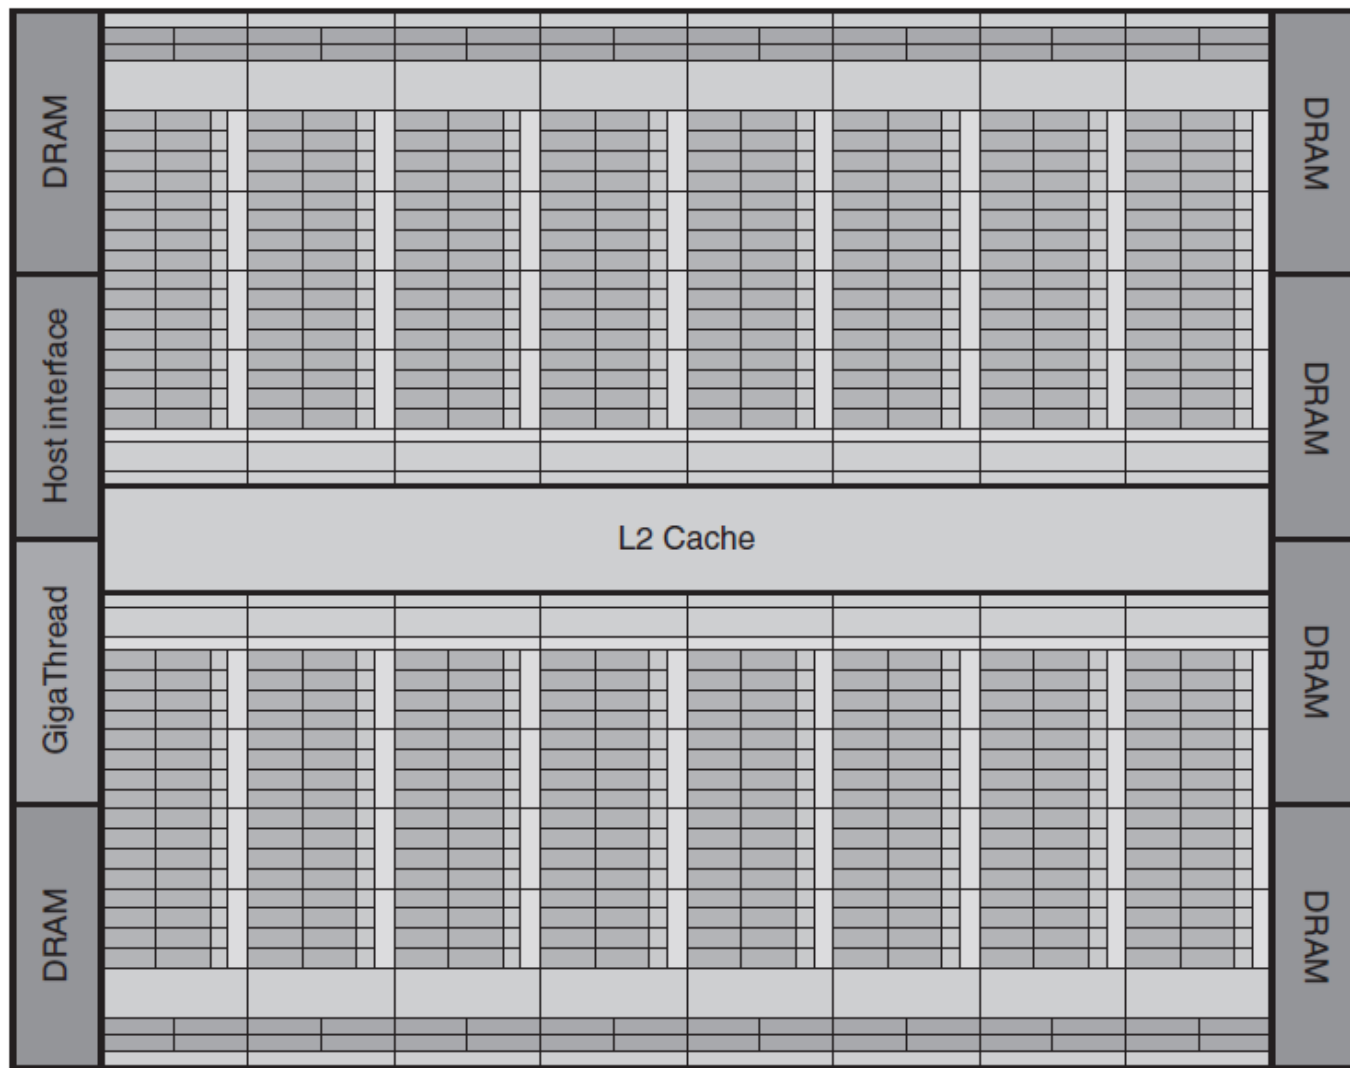 DRAM
Host interface
GigaThread
DRAM
L2 Cache
DRAM
DRAM
DRAM
DRAM